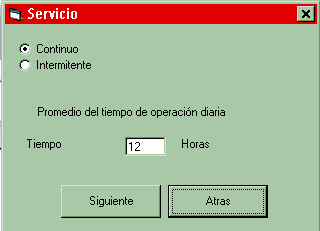 Servicio
Continuo
Intermitente
Promedio del tiempo de operación diaria
Tiempo 12 Horas
Siguiente Atras